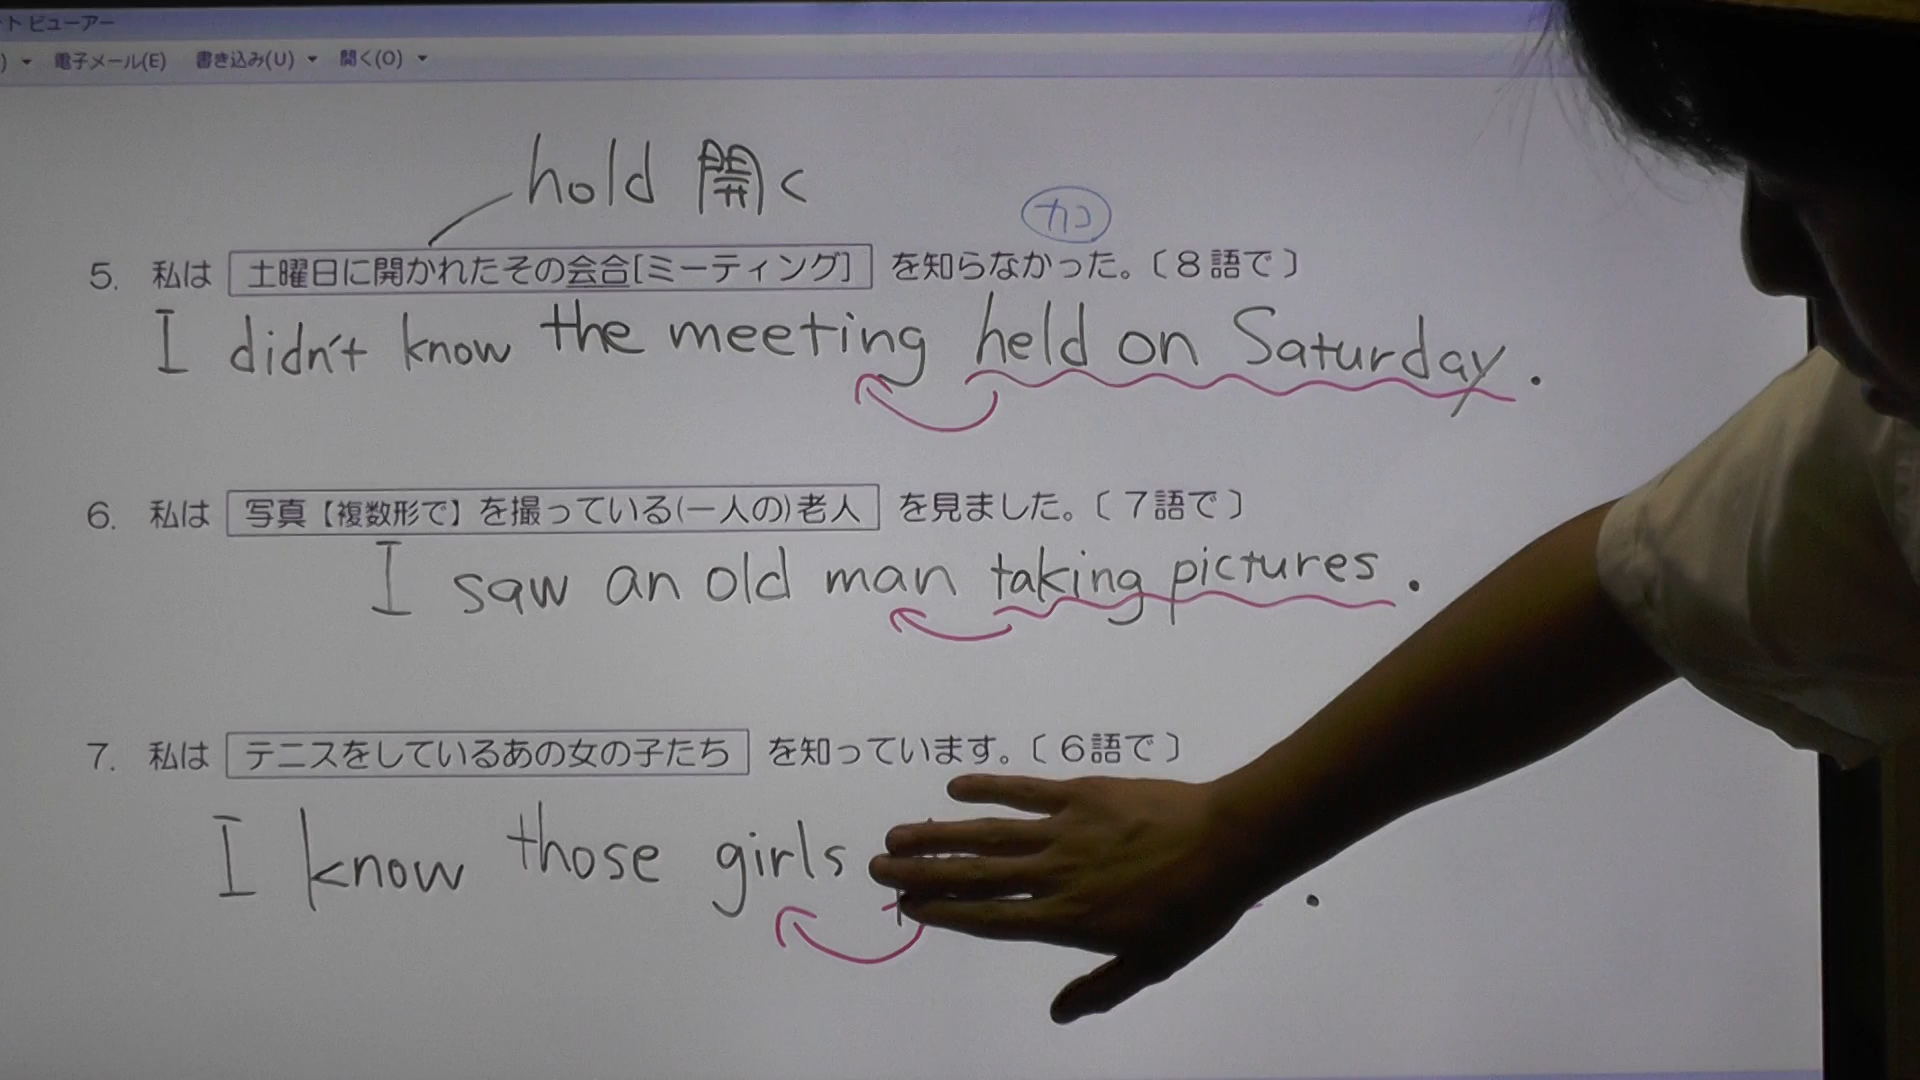 ト ビューアー
) 電子メール(E) 書き込み(U) 開く(O)
hold 開く
カコ
5. 私は 土曜日に開かれたその会合[ミーティング] を知らなかった。〔８語で〕
I didn't know the meeting held on Saturday.
6. 私は 写真【複数形で】を撮っている(一人の)老人 を見ました。〔７語で〕
I saw an old man taking pictures.
7. 私は テニスをしているあの女の子たち を知っています。〔６語で〕
I know those girls .